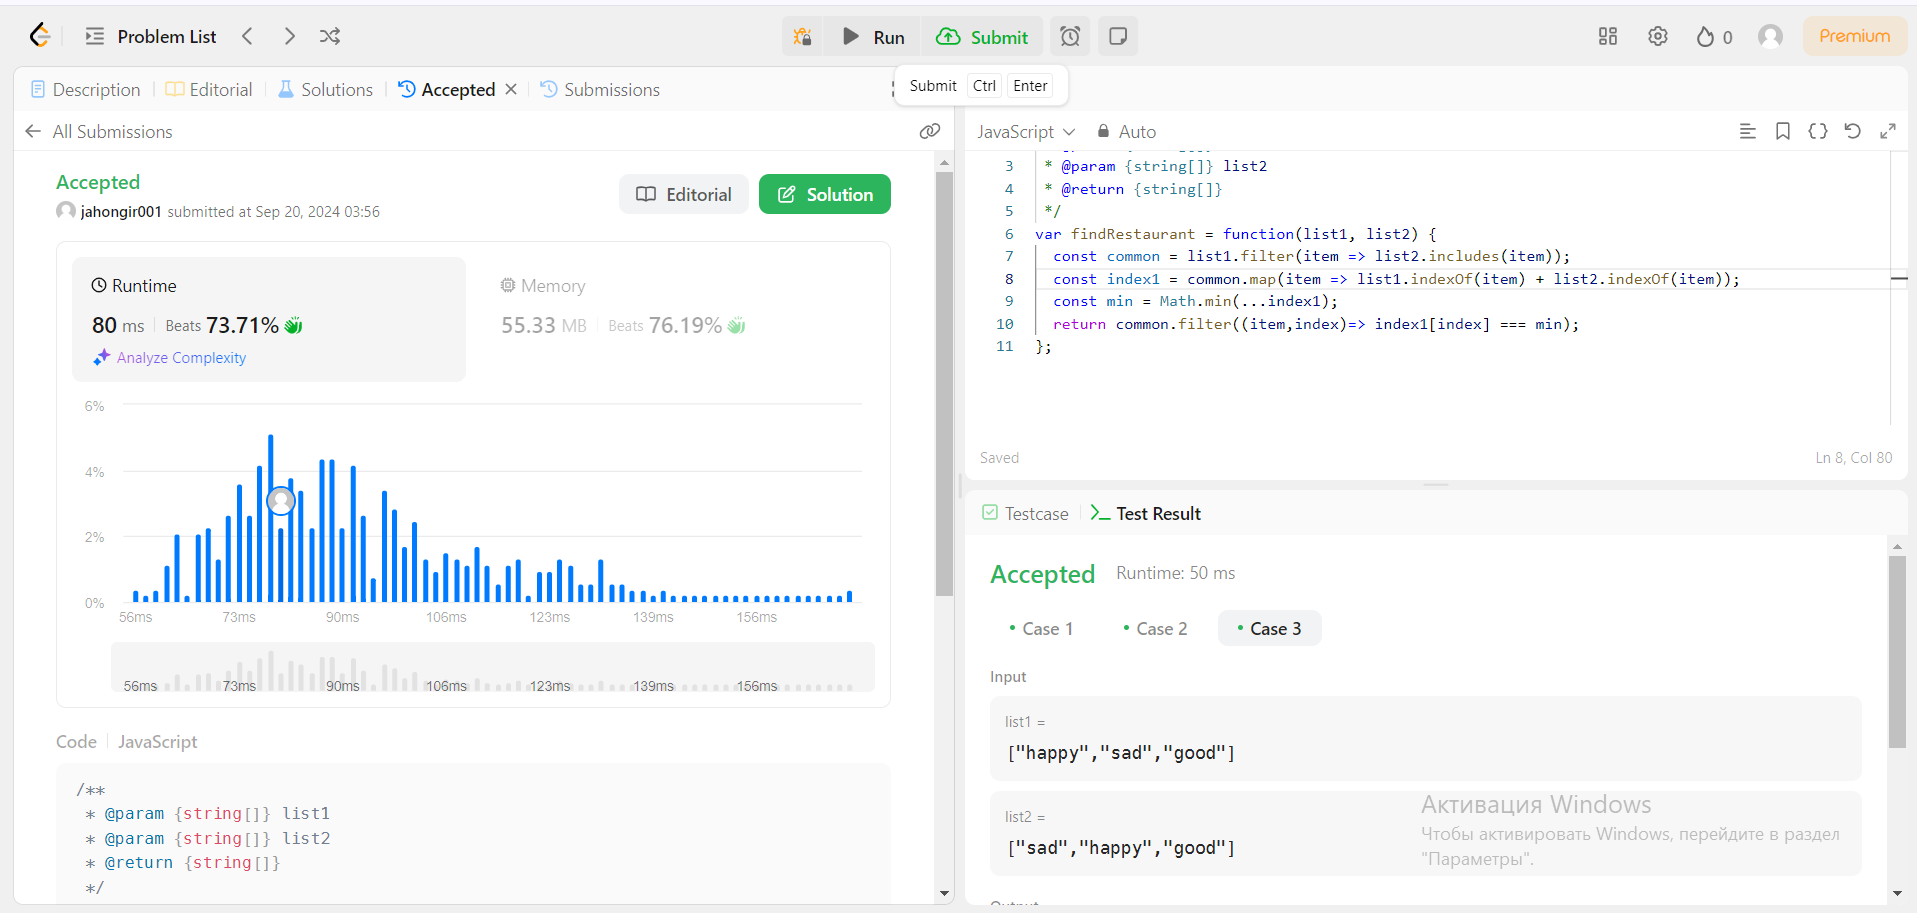 Problem List
Run
Submit
0
Premium
Submit Ctrl Enter
Description
Editorial
Solutions
Accepted
Submissions
All Submissions
Accepted
jahongir001 submitted at Sep 20, 2024 03:56
Editorial
Solution
Runtime
80 ms
Beats 73.71%
Analyze Complexity
Memory
55.33 MB
Beats 76.19%
6%
4%
2%
0%
56ms 73ms 90ms 106ms 123ms 139ms 156ms
56ms 73ms 90ms 106ms 123ms 139ms 156ms
Code
JavaScript
/**
* @param {string[]} list1
* @param {string[]} list2
* @return {string[]}
*/
JavaScript
Auto
3 * @param {string[]} list2
4 * @return {string[]}
5 */
6 var findRestaurant = function(list1, list2) {
7 const common = list1.filter(item => list2.includes(item));
8 const index1 = common.map(item => list1.indexOf(item) + list2.indexOf(item));
9 const min = Math.min(...index1);
10 return common.filter((item,index)=> index1[index] === min);
11 };
Saved
Ln 8, Col 80
Testcase
Test Result
Accepted
Runtime: 50 ms
• Case 1
• Case 2
• Case 3
Input
list1 =
["happy","sad","good"]
list2 =
["sad","happy","good"]
Активация Windows
Чтобы активировать Windows, перейдите в раздел
"Параметры".